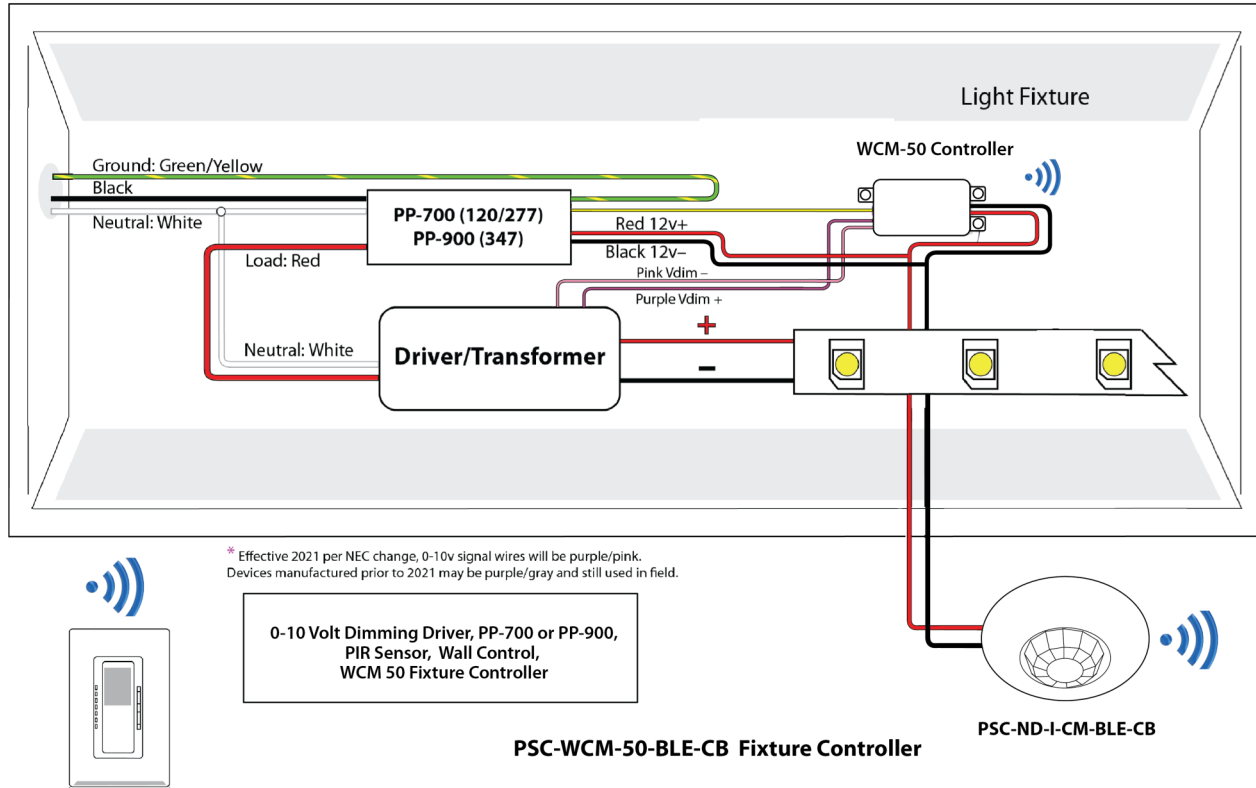 Light Fixture
WCM-50 Controller
Ground: Green/Yellow
Black
Neutral: White
PP-700 (120/277)
PP-900 (347)
Red 12v+
Load: Red
Black 12v–
Pink Vdim –
Purple Vdim +
+
Neutral: White
Driver/Transformer
–
* Effective 2021 per NEC change, 0-10v signal wires will be purple/pink.
Devices manufactured prior to 2021 may be purple/gray and still used in field.
0-10 Volt Dimming Driver, PP-700 or PP-900,
PIR Sensor, Wall Control,
WCM 50 Fixture Controller
PSC-ND-I-CM-BLE-CB
PSC-WCM-50-BLE-CB Fixture Controller